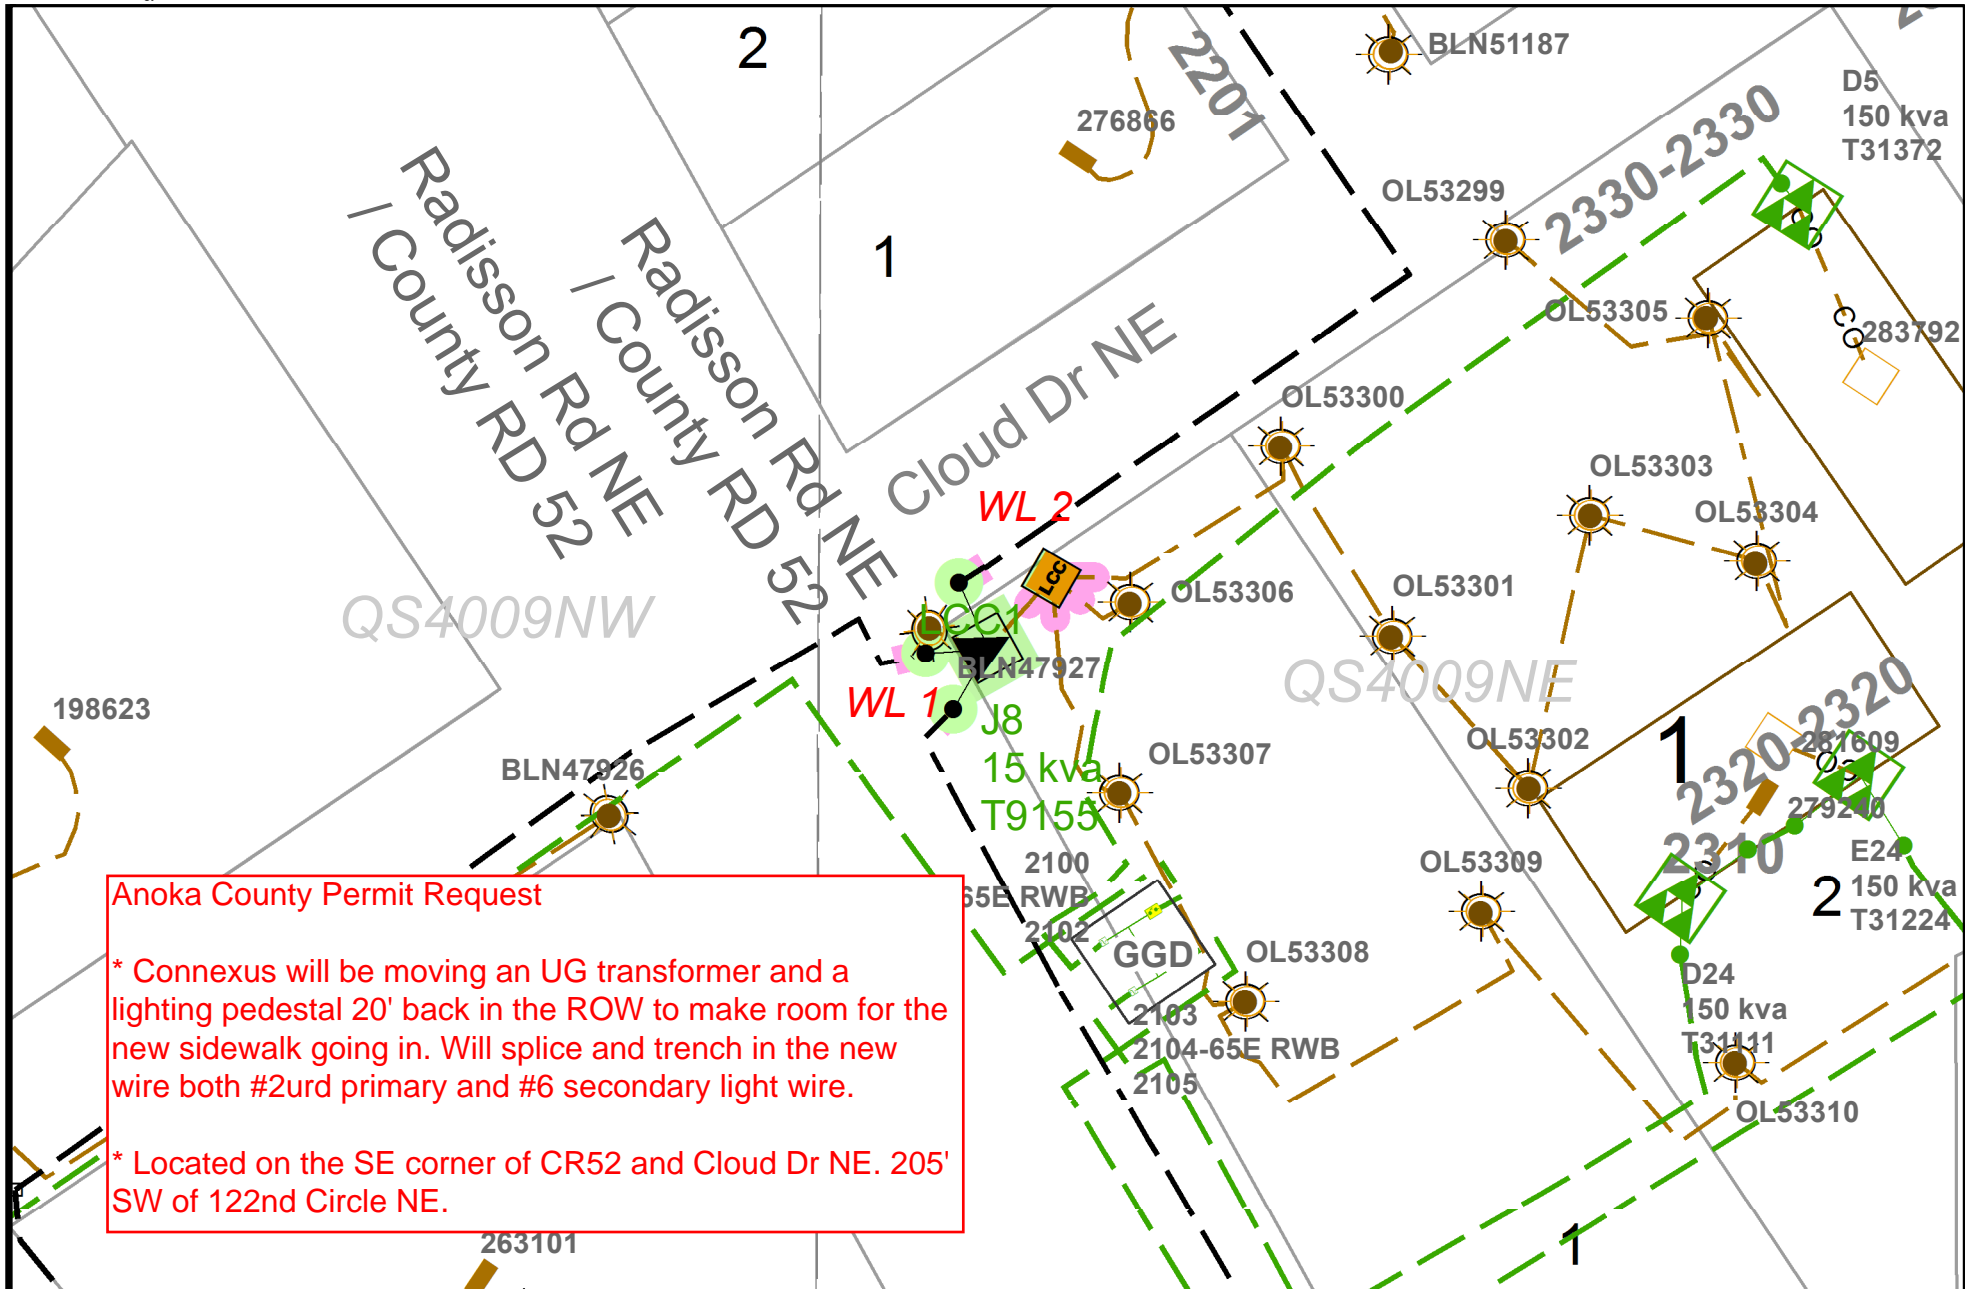 2
BLN51187
2201
D5
150 kva
T31372
276866
2330-2330
OL53299
Radisson Rd NE
/ County RD 52
Radisson Rd NE
/ County RD 52
1
OL53305
CO
283792
Cloud Dr NE
OL53300
OL53303
OL53304
WL 2
LCC
OL53306
OL53301
QS4009NW
LCC1
BLN47927
QS4009NE
WL 1
J8
15 kva
T9155
198623
BLN47926
OL53307
OL53302
1
2320-2320
281609
279240
2310
E24
150 kva
T31224
2
OL53309
2100
65E RWB
2102
GGD
OL53308
2103
2104-65E RWB
2105
D24
150 kva
T31111
OL53310
Anoka County Permit Request
* Connexus will be moving an UG transformer and a
lighting pedestal 20' back in the ROW to make room for the
new sidewalk going in. Will splice and trench in the new
wire both #2urd primary and #6 secondary light wire.
* Located on the SE corner of CR52 and Cloud Dr NE. 205'
SW of 122nd Circle NE.
263101
1